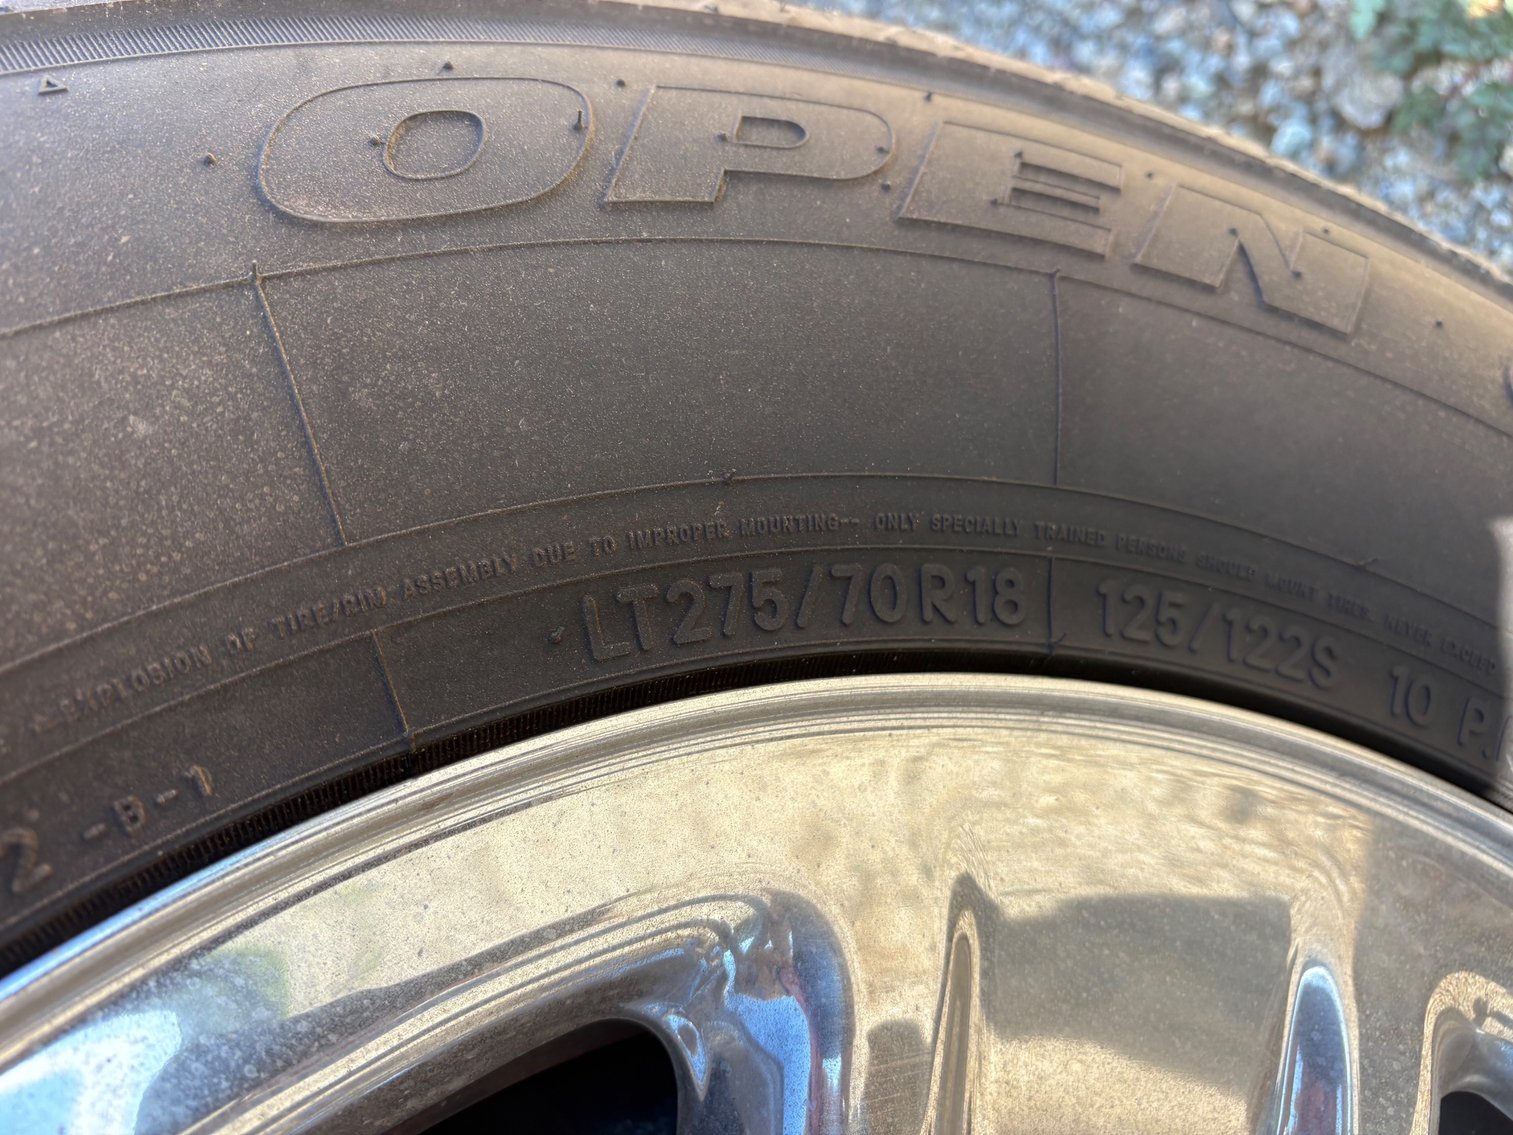 OPEN
EXPLOSION OF TIRE/RIM ASSEMBLY DUE TO IMPROPER MOUNTING-- ONLY SPECIALLY TRAINED PERSONS SHOULD MOUNT TIRES. NEVER EXCEED
LT275/70R18 125/122S 10 P.
2 -B-1